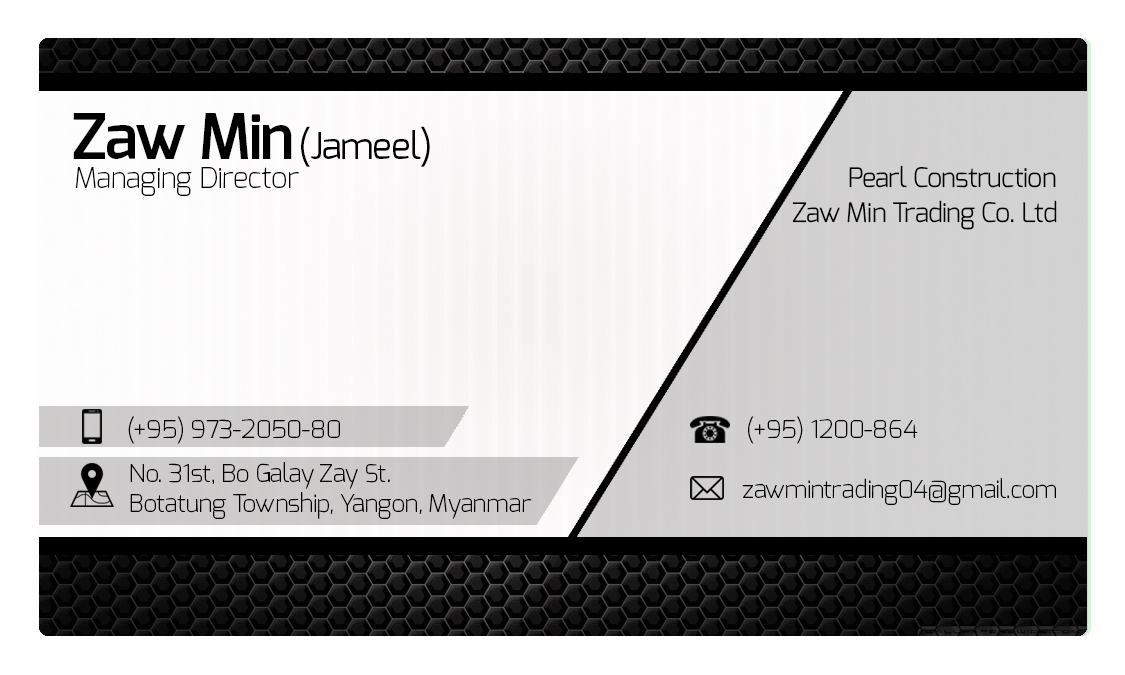 Zaw Min (Jameel)
Managing Director
Pearl Construction
Zaw Min Trading Co. Ltd
(+95) 973-2050-80
No. 31st, Bo Galay Zay St.
Botatung Township, Yangon, Myanmar
(+95) 1200-864
zawmintrading04@gmail.com